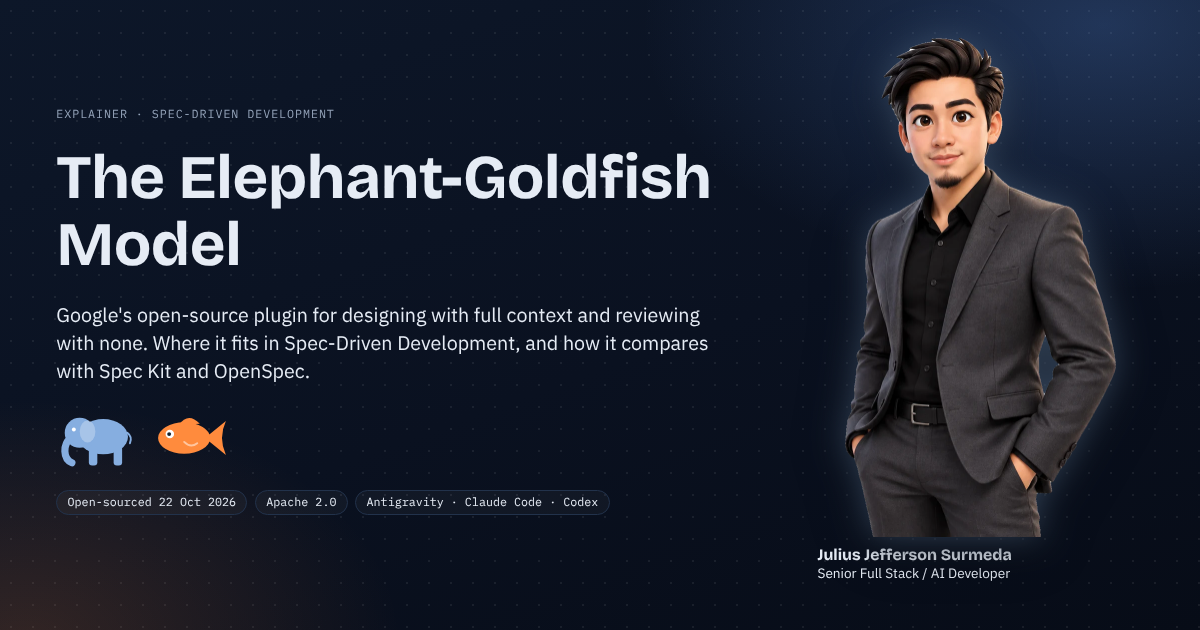 EXPLAINER · SPEC-DRIVEN DEVELOPMENT
The Elephant-Goldfish
Model
Google's open-source plugin for designing with full context and reviewing
with none. Where it fits in Spec-Driven Development, and how it compares
with Spec Kit and OpenSpec.
Open-sourced 22 Oct 2026
Apache 2.0
Antigravity · Claude Code · Codex
Julius Jefferson Surmeda
Senior Full Stack / AI Developer